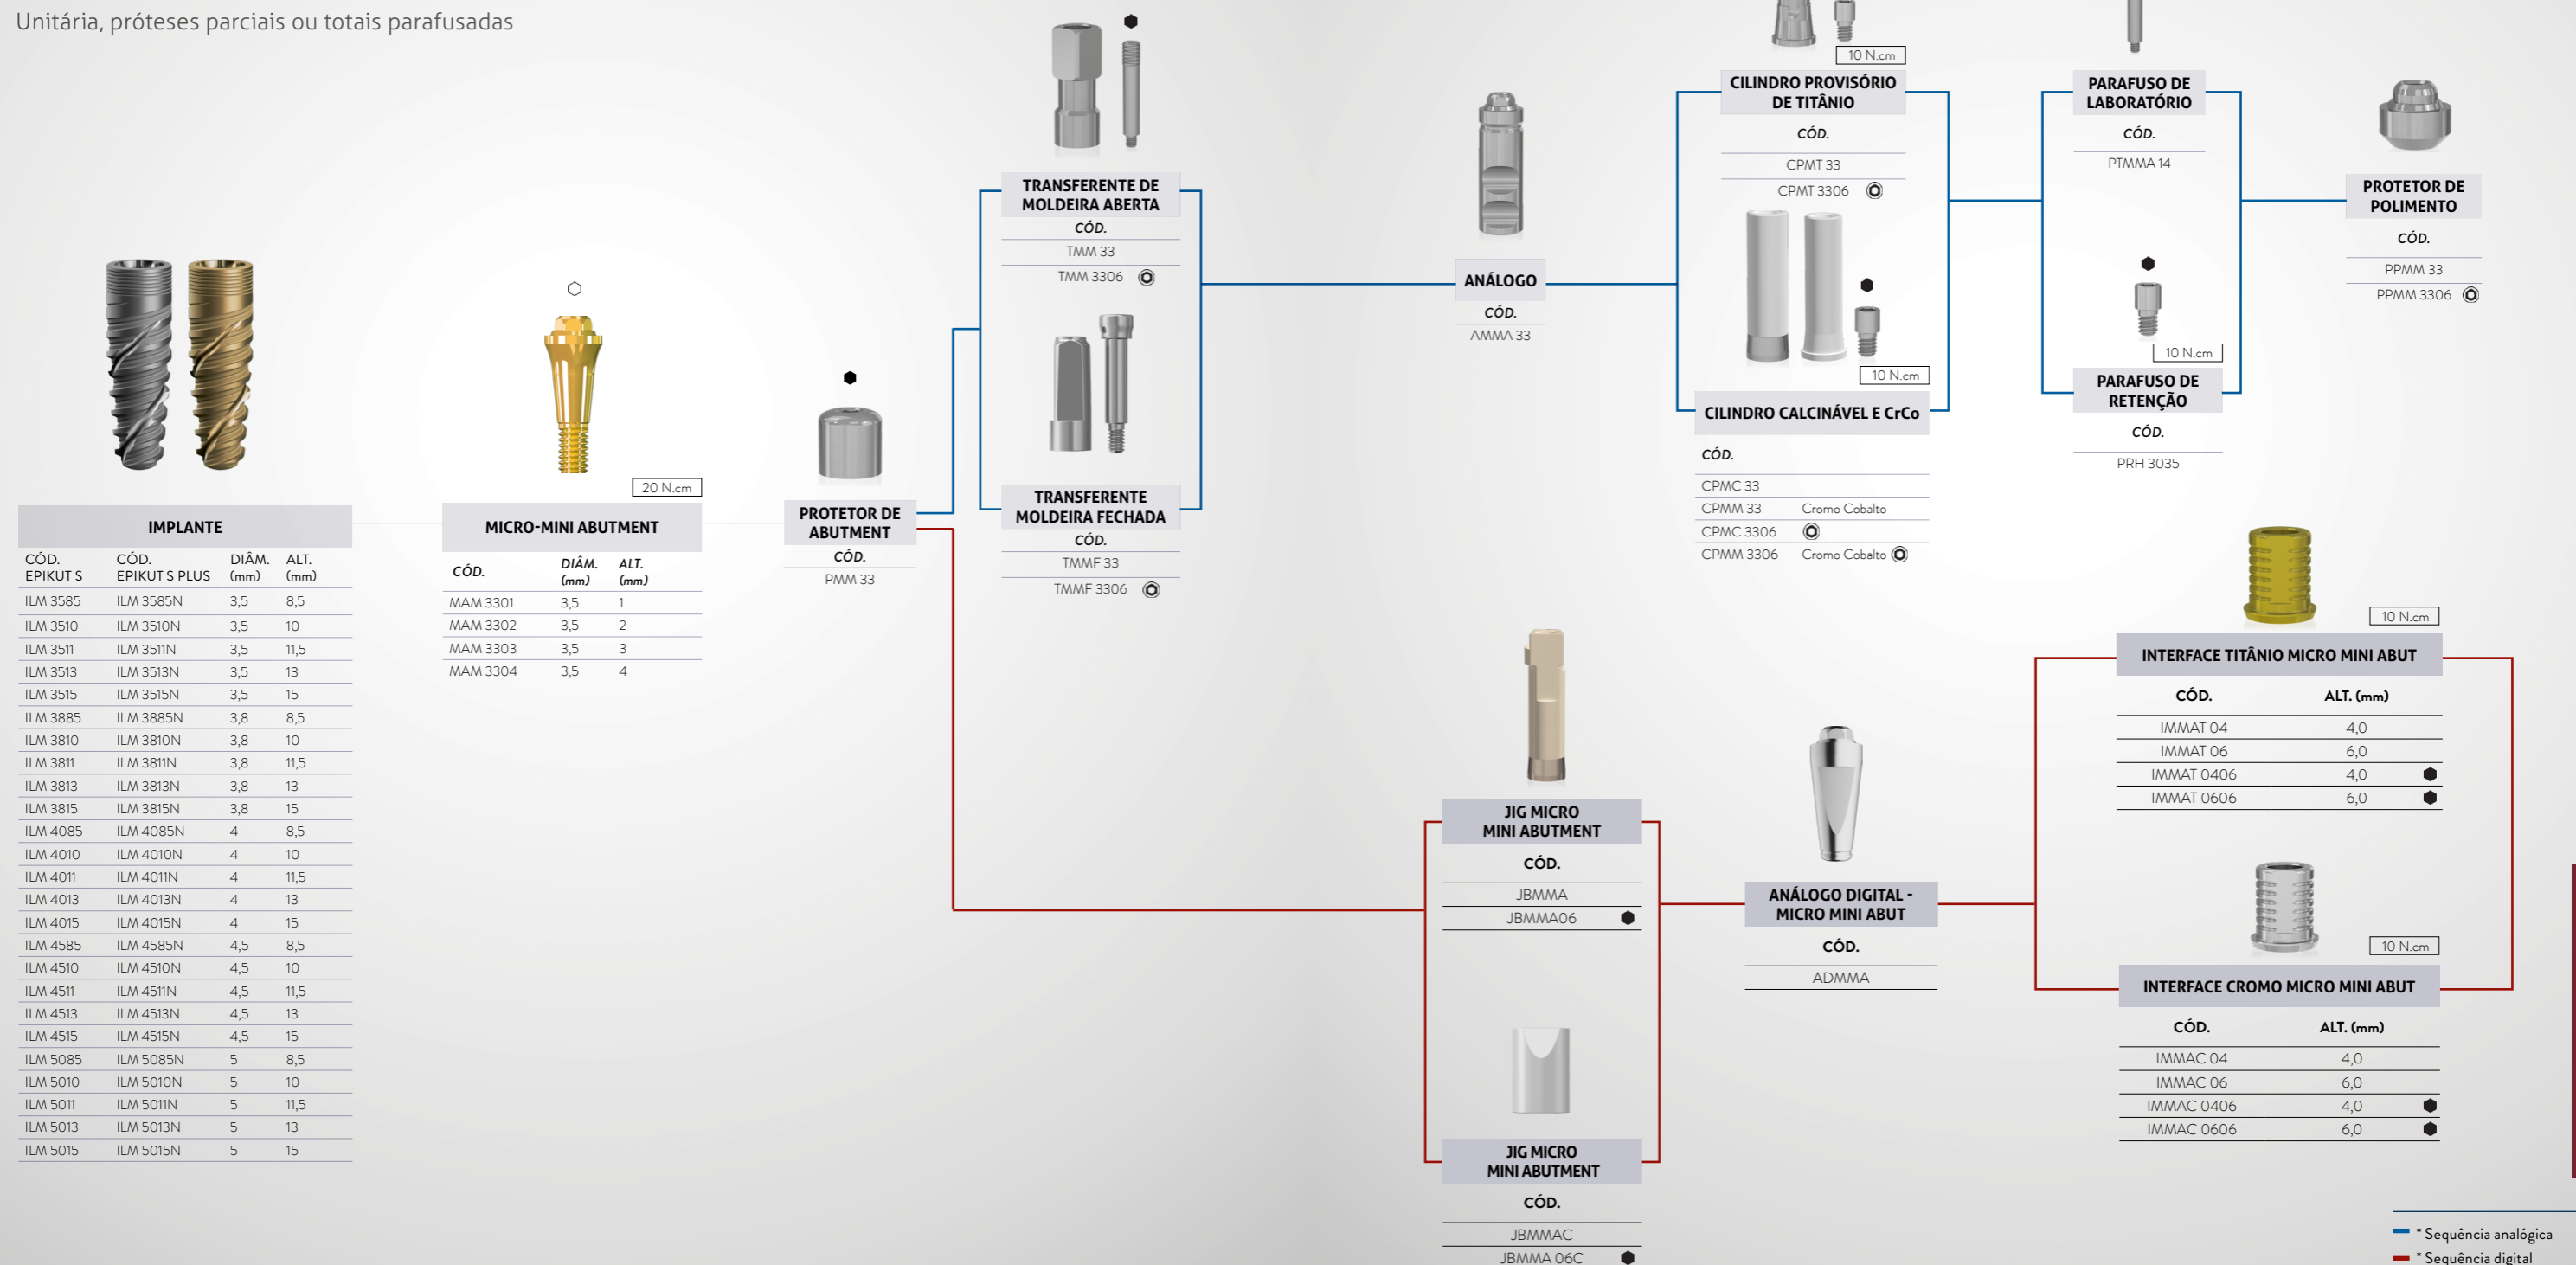 Unitária, próteses parciais ou totais parafusadas
IMPLANTE
CÓD. EPIKUT S CÓD. EPIKUT S PLUS DIÂM. (mm) ALT. (mm)
ILM 3585 ILM 3585N 3,5 8,5
ILM 3510 ILM 3510N 3,5 10
ILM 3511 ILM 3511N 3,5 11,5
ILM 3513 ILM 3513N 3,5 13
ILM 3515 ILM 3515N 3,5 15
ILM 3885 ILM 3885N 3,8 8,5
ILM 3810 ILM 3810N 3,8 10
ILM 3811 ILM 3811N 3,8 11,5
ILM 3813 ILM 3813N 3,8 13
ILM 3815 ILM 3815N 3,8 15
ILM 4085 ILM 4085N 4 8,5
ILM 4010 ILM 4010N 4 10
ILM 4011 ILM 4011N 4 11,5
ILM 4013 ILM 4013N 4 13
ILM 4015 ILM 4015N 4 15
ILM 4585 ILM 4585N 4,5 8,5
ILM 4510 ILM 4510N 4,5 10
ILM 4511 ILM 4511N 4,5 11,5
ILM 4513 ILM 4513N 4,5 13
ILM 4515 ILM 4515N 4,5 15
ILM 5085 ILM 5085N 5 8,5
ILM 5010 ILM 5010N 5 10
ILM 5011 ILM 5011N 5 11,5
ILM 5013 ILM 5013N 5 13
ILM 5015 ILM 5015N 5 15
20 N.cm
MICRO-MINI ABUTMENT
CÓD. DIÂM. (mm) ALT. (mm)
MAM 3301 3,5 1
MAM 3302 3,5 2
MAM 3303 3,5 3
MAM 3304 3,5 4
PROTETOR DE
ABUTMENT
CÓD.
PMM 33
TRANSFERENTE DE
MOLDEIRA ABERTA
CÓD.
TMM 33
TMM 3306
TRANSFERENTE
MOLDEIRA FECHADA
CÓD.
TMMF 33
TMMF 3306
ANÁLOGO
CÓD.
AMMA 33
10 N.cm
CILINDRO PROVISÓRIO
DE TITÂNIO
CÓD.
CPMT 33
CPMT 3306
10 N.cm
CILINDRO CALCINÁVEL E CrCo
CÓD.
CPMC 33
CPMM 33 Cromo Cobalto
CPMC 3306
CPMM 3306 Cromo Cobalto
PARAFUSO DE
LABORATÓRIO
CÓD.
PTMMA 14
10 N.cm
PARAFUSO DE
RETENÇÃO
CÓD.
PRH 3035
PROTETOR DE
POLIMENTO
CÓD.
PPMM 33
PPMM 3306
JIG MICRO
MINI ABUTMENT
CÓD.
JBMMA
JBMMA06
JIG MICRO
MINI ABUTMENT
CÓD.
JBMMAC
JBMMA 06C
ANÁLOGO DIGITAL -
MICRO MINI ABUT
CÓD.
ADMMA
10 N.cm
INTERFACE TITÂNIO MICRO MINI ABUT
CÓD. ALT. (mm)
IMMAT 04 4,0
IMMAT 06 6,0
IMMAT 0406 4,0
IMMAT 0606 6,0
10 N.cm
INTERFACE CROMO MICRO MINI ABUT
CÓD. ALT. (mm)
IMMAC 04 4,0
IMMAC 06 6,0
IMMAC 0406 4,0
IMMAC 0606 6,0
* Sequência analógica
* Sequência digital